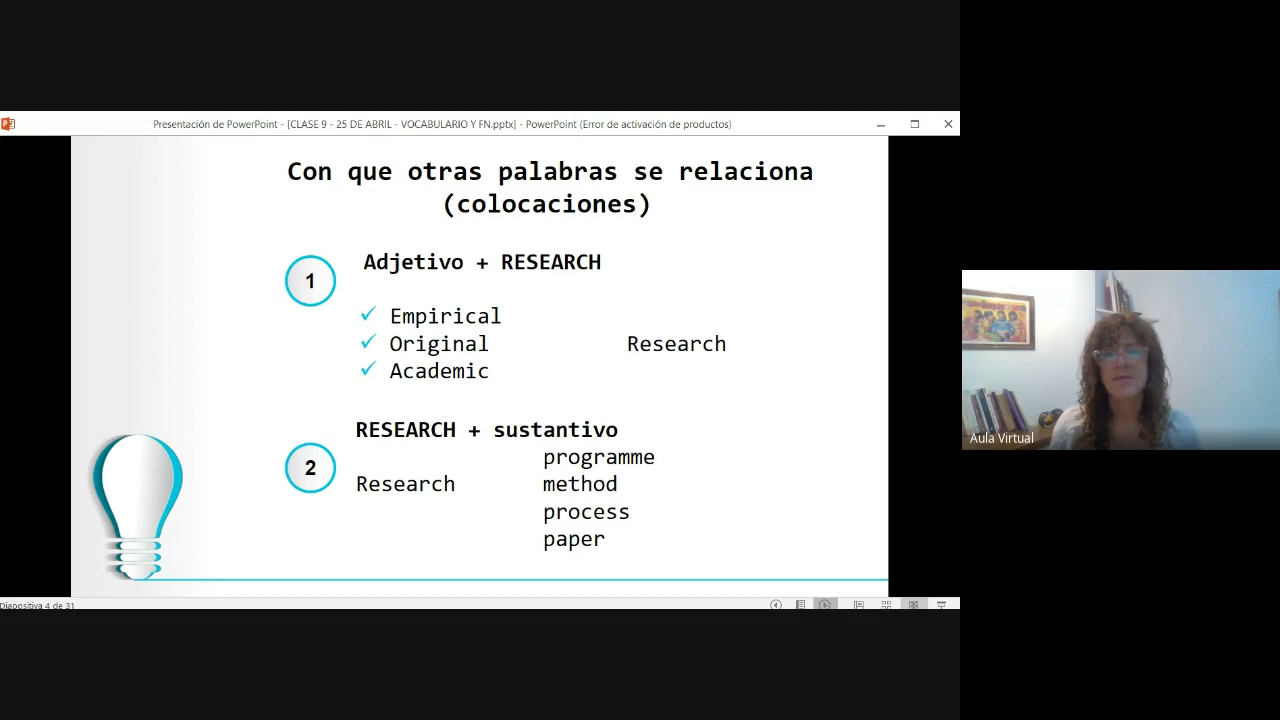 Presentación de PowerPoint - [CLASE 9 - 25 DE ABRIL - VOCABULARIO Y FN.pptx] - PowerPoint (Error de activación de productos)
Con que otras palabras se relaciona
(colocaciones)
1
Adjetivo + RESEARCH
✓ Empirical
✓ Original Research
✓ Academic
2
RESEARCH + sustantivo
programme
Research method
process
paper
Diapositiva 4 de 31
Aula Virtual